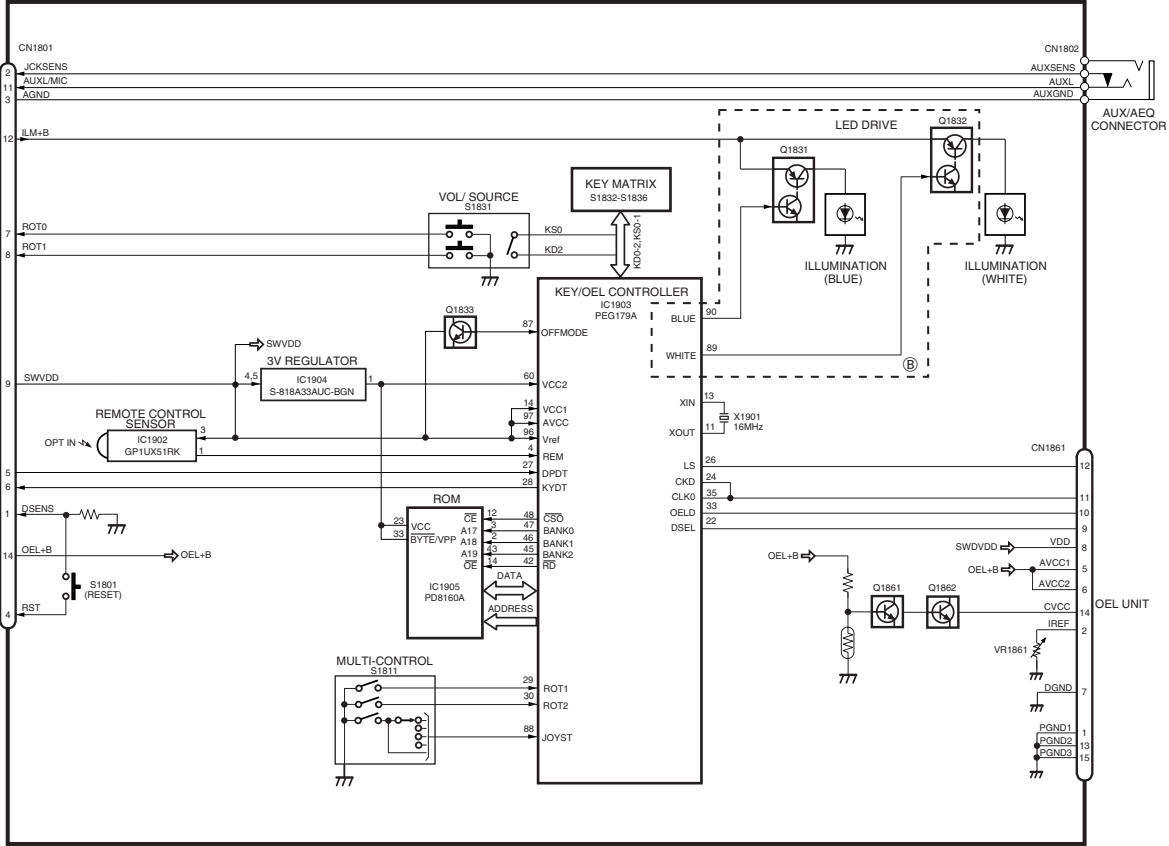 CN1801
CN1802
2 JCKSENS
AUXSENS
11 AUXL/MIC
AUXL
3 AGND
AUXGND
AUX/AEQ
CONNECTOR
12 ILM+B
LED DRIVE
Q1832
Q1831
KEY MATRIX
S1832-S1836
VOL/ SOURCE
S1831
7 ROT0
KS0
8 ROT1
KD2
KD0-2,KS0-1
ILLUMINATION
(BLUE)
ILLUMINATION
(WHITE)
KEY/OEL CONTROLLER
IC1903
PEG179A
Q1833
87 OFFMODE
BLUE 90
WHITE 89
B
SWVDD
3V REGULATOR
9 SWVDD
4,5
IC1904
S-818A33AUC-BGN
1
60 VCC2
14 VCC1
97 AVCC
96 Vref
4 REM
27 DPDT
28 KYDT
XIN 13
XOUT 11
X1901
16MHz
REMOTE CONTROL
SENSOR
OPT IN
IC1902
GP1UX51RK
3
1
5
6
CN1861
LS 26 12
CKD 24
CLK0 35 11
OELD 33 10
DSEL 22 9
1 DSENS
14 OEL+B
OEL+B
S1801
(RESET)
4 RST
ROM
23 VCC
33 BYTE/VPP
CE 12 48 CSO
A17 3 47 BANK0
A18 2 46 BANK1
A19 43 45 BANK2
OE 14 42 RD
IC1905
PD8160A
DATA
ADDRESS
SWDVDD VDD 8
OEL+B
OEL+B AVCC1 5
AVCC2 6
Q1861
Q1862
CVCC 14
OEL UNIT
IREF 2
VR1861
DGND 7
PGND1 1
PGND2 13
PGND3 15
MULTI-CONTROL
S1811
29 ROT1
30 ROT2
88 JOYST